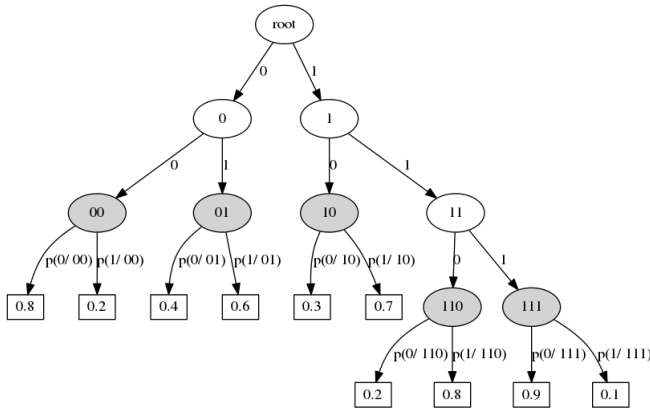 root
0 1
0 1
0 1 0 1
00 01 10 11
p(0/ 00) p(1/ 00) p(0/ 01) p(1/ 01) p(0/ 10) p(1/ 10) 0 1
0.8 0.2 0.4 0.6 0.3 0.7 110 111
p(0/ 110) p(1/ 110) p(0/ 111) p(1/ 111)
0.2 0.8 0.9 0.1